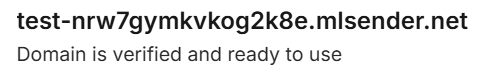 test-nrw7gymkvkog2k8e.mlsender.net
Domain is verified and ready to use